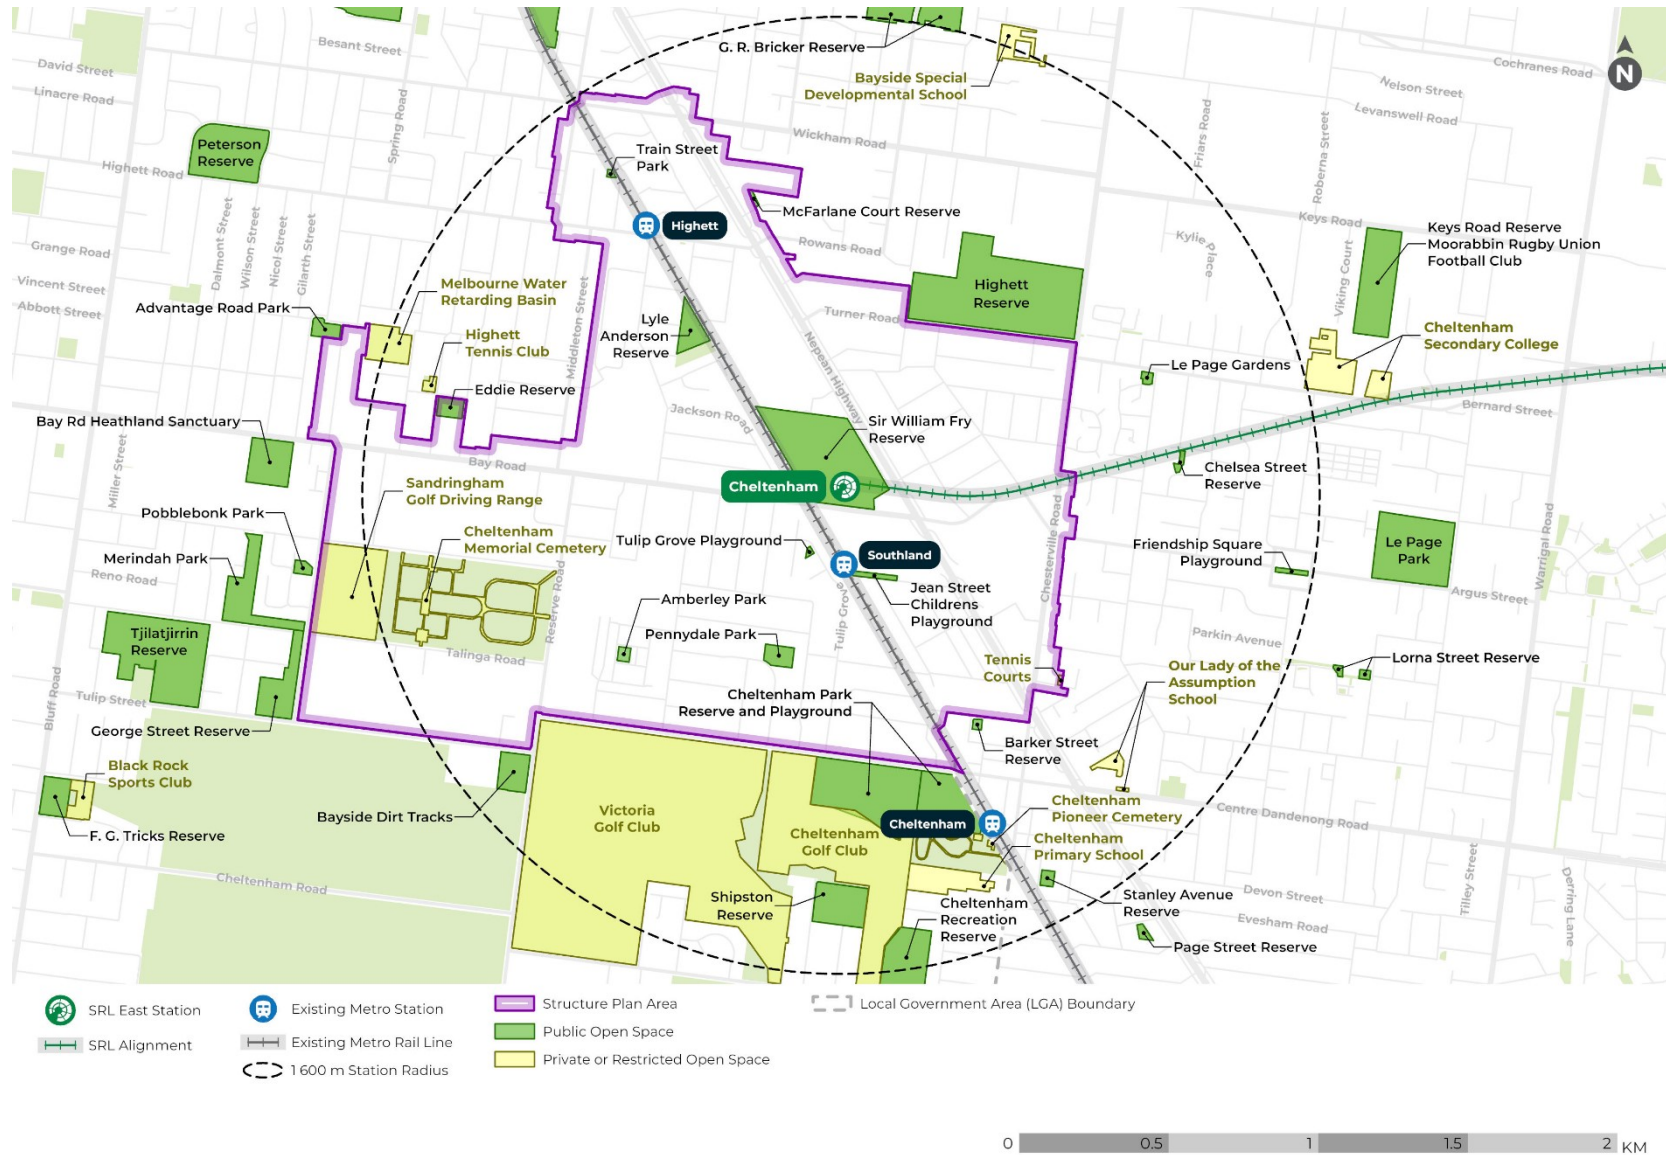 G. R. Bricker Reserve
Besant Street
David Street
Linacre Road
Spring Road
Bayside Special
Developmental School
Cochranes Road
N
Nelson Street
Levanswell Road
Wickham Road
Friars Road
Roberna Street
Peterson
Reserve
Highett Road
Train Street
Park
McFarlane Court Reserve
Highett
Rowans Road
Keys Road
Kylie Place
Viking Court
Keys Road Reserve
Moorabbin Rugby Union
Football Club
Grange Road
Vincent Street
Abbott Street
Dalmont Street
Wilson Street
Nicol Street
Gilarth Street
Advantage Road Park
Melbourne Water
Retarding Basin
Highett
Tennis Club
Eddie Reserve
Middleton Street
Lyle
Anderson
Reserve
Nepean Highway
Turner Road
Highett
Reserve
Le Page Gardens
Cheltenham
Secondary College
Bernard Street
Bay Rd Heathland Sanctuary
Miller Street
Jackson Road
Sir William Fry
Reserve
Bay Road
Sandringham
Golf Driving Range
Cheltenham
Chelsea Street
Reserve
Pobblebonk Park
Merindah Park
Reno Road
Cheltenham
Memorial Cemetery
Reserve Road
Talinga Road
Tulip Grove Playground
Southland
Jean Street
Childrens
Playground
Tulip Grove
Chesterville Road
Friendship Square
Playground
Le Page
Park
Argus Street
Warrigal Road
Amberley Park
Pennydale Park
Parkin Avenue
Tjilatjirrin
Reserve
Tulip Street
Bluff Road
George Street Reserve
Tennis
Courts
Our Lady of the
Assumption
School
Lorna Street Reserve
Cheltenham Park
Reserve and Playground
Barker Street
Reserve
Black Rock
Sports Club
F. G. Tricks Reserve
Bayside Dirt Tracks
Victoria
Golf Club
Cheltenham
Golf Club
Cheltenham
Cheltenham
Pioneer Cemetery
Cheltenham
Primary School
Centre Dandenong Road
Cheltenham Road
Shipston
Reserve
Cheltenham
Recreation
Reserve
Stanley Avenue
Reserve
Page Street Reserve
Devon Street
Evesham Road
Tilley Street
Derring Lane
SRL East Station
SRL Alignment
Existing Metro Station
Existing Metro Rail Line
1 600 m Station Radius
Structure Plan Area
Public Open Space
Private or Restricted Open Space
Local Government Area (LGA) Boundary
0 0.5 1 1.5 2 KM